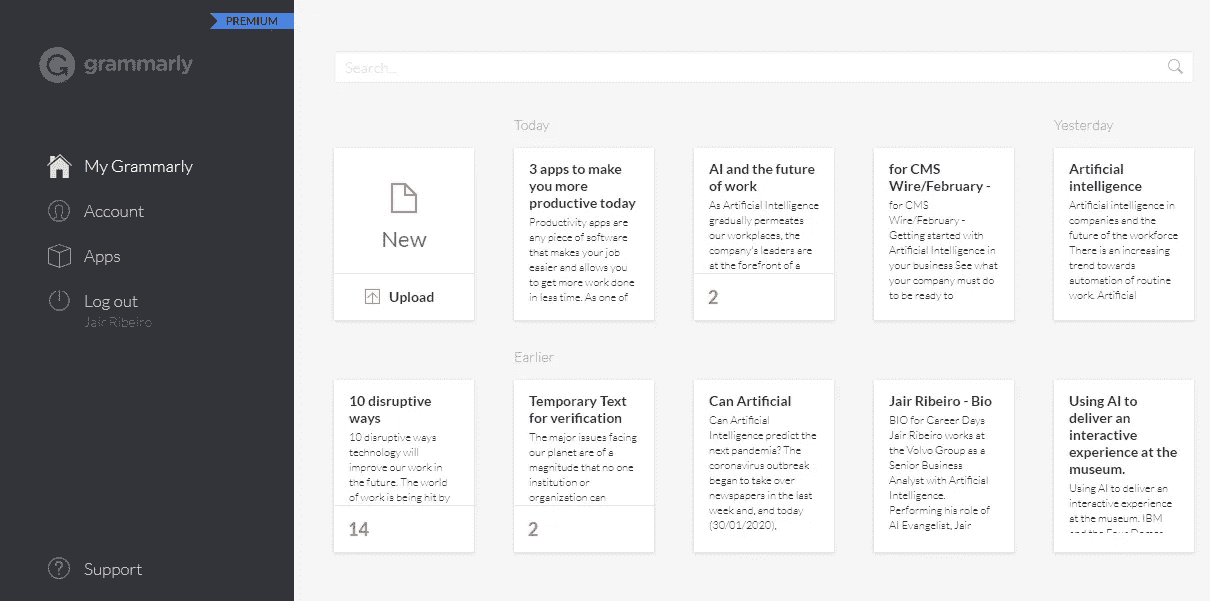 PREMIUM
grammarly
My Grammarly
Account
Apps
Log out
Jair Ribeiro
Support
Search...
Today
Yesterday
New
Upload
3 apps to make
you more
productive today
Productivity apps are
any piece of software
that makes your job
easier and allows you
to get more work done
in less time. As one of
AI and the future
of work
As Artificial Intelligence
gradually permeates
our workplaces, the
company's leaders are
at the forefront of a
2
for CMS
Wire/February -
for CMS
Wire/February -
Getting started with
Artificial Intelligence in
your business See what
your company must do
to be ready to
Artificial
intelligence
Artificial intelligence in
companies and the
future of the workforce
There is an increasing
trend towards
automation of routine
work. Artificial
Earlier
10 disruptive
ways
10 disruptive ways
technology will
improve our work in
the future. The world
of work is being hit by
14
Temporary Text
for verification
The major issues facing
our planet are of a
magnitude that no one
institution or
organization can
2
Can Artificial
Can Artificial
Intelligence predict the
next pandemia? The
coronavirus outbreak
began to take over
newspapers in the last
week and, and today
(30/01/2020),
Jair Ribeiro - Bio
BIO for Career Days
Jair Ribeiro works at
the Volvo Group as a
Senior Business
Analyst with Artificial
Intelligence.
Performing his role of
AI Evangelist, Jair
Using AI to
deliver an
interactive
experience at the
museum.
Using AI to deliver an
interactive experience
at the museum. IBM